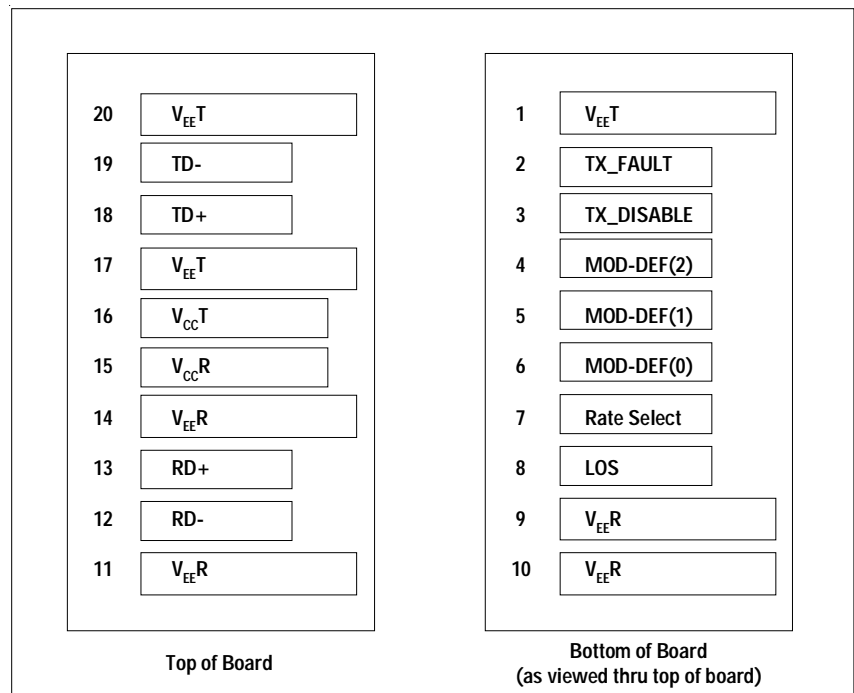 20 VEET
19 TD-
18 TD+
17 VEET
16 VCCT
15 VCCR
14 VEER
13 RD+
12 RD-
11 VEER
Top of Board
1 VEET
2 TX_FAULT
3 TX_DISABLE
4 MOD-DEF(2)
5 MOD-DEF(1)
6 MOD-DEF(0)
7 Rate Select
8 LOS
9 VEER
10 VEER
Bottom of Board
(as viewed thru top of board)